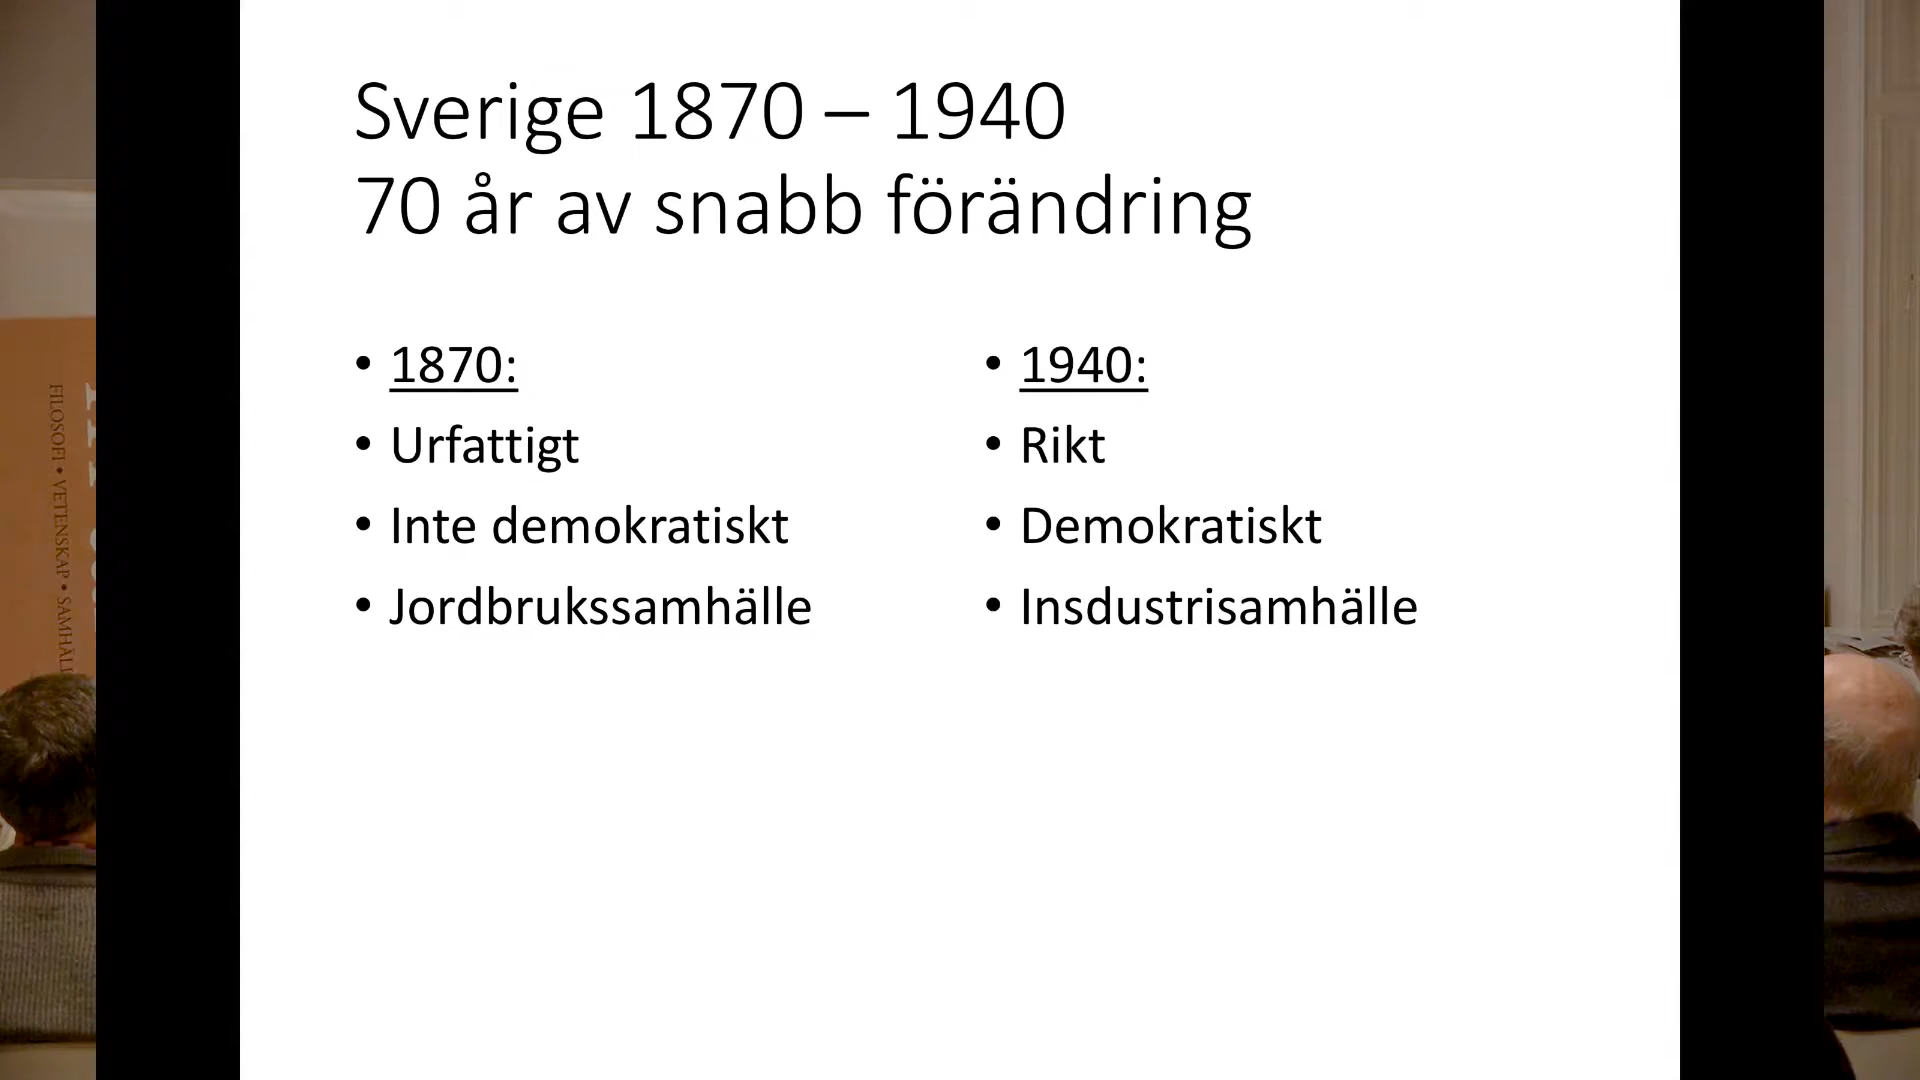 Sverige 1870 – 1940
70 år av snabb förändring
• 1870:
• Urfattigt
• Inte demokratiskt
• Jordbrukssamhälle
• 1940:
• Rikt
• Demokratiskt
• Insdustrisamhälle
FILOSOFI • VETENSKAP •